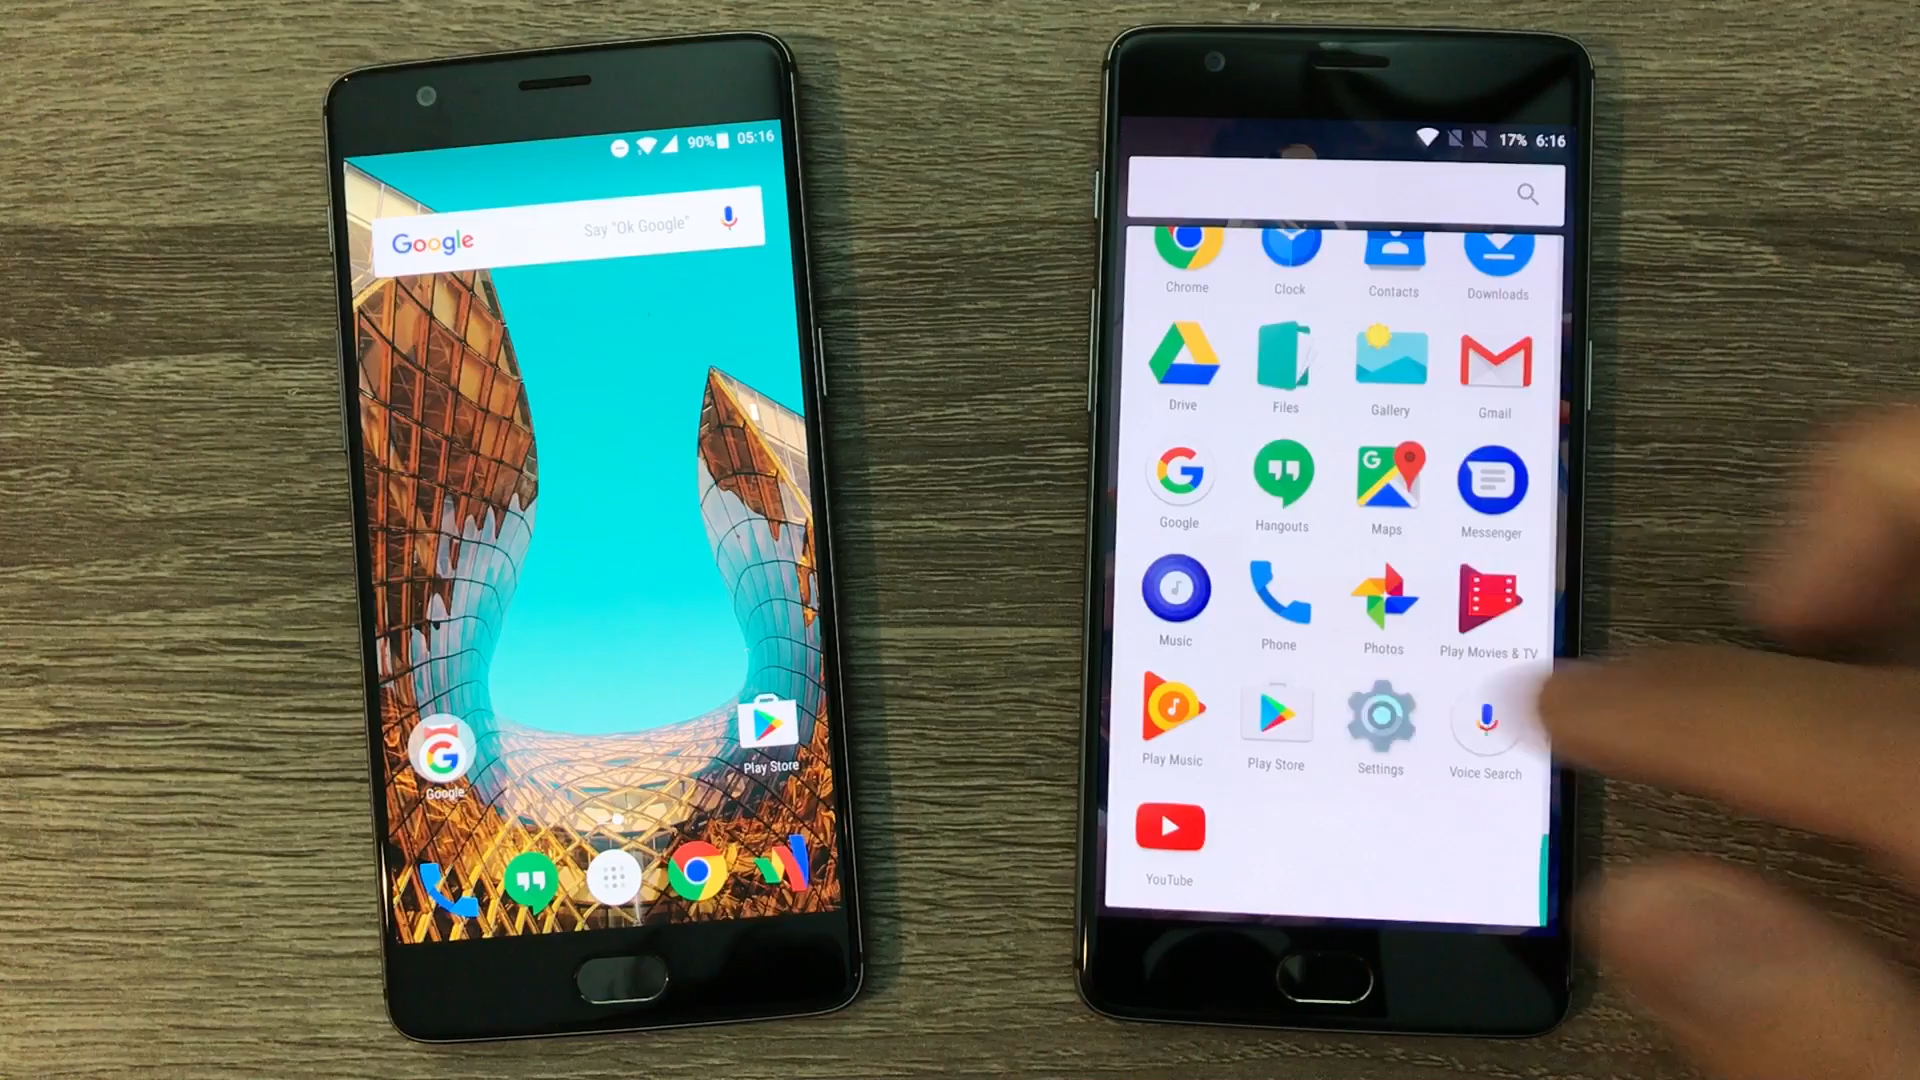 90% 05:16
Google Say "Ok Google"
Google
Play Store
17% 6:16
Chrome Clock Contacts Downloads
Drive Files Gallery Gmail
G
Google Hangouts Maps Messenger
Music Phone Photos Play Movies & TV
Play Music Play Store Settings Voice Search
YouTube